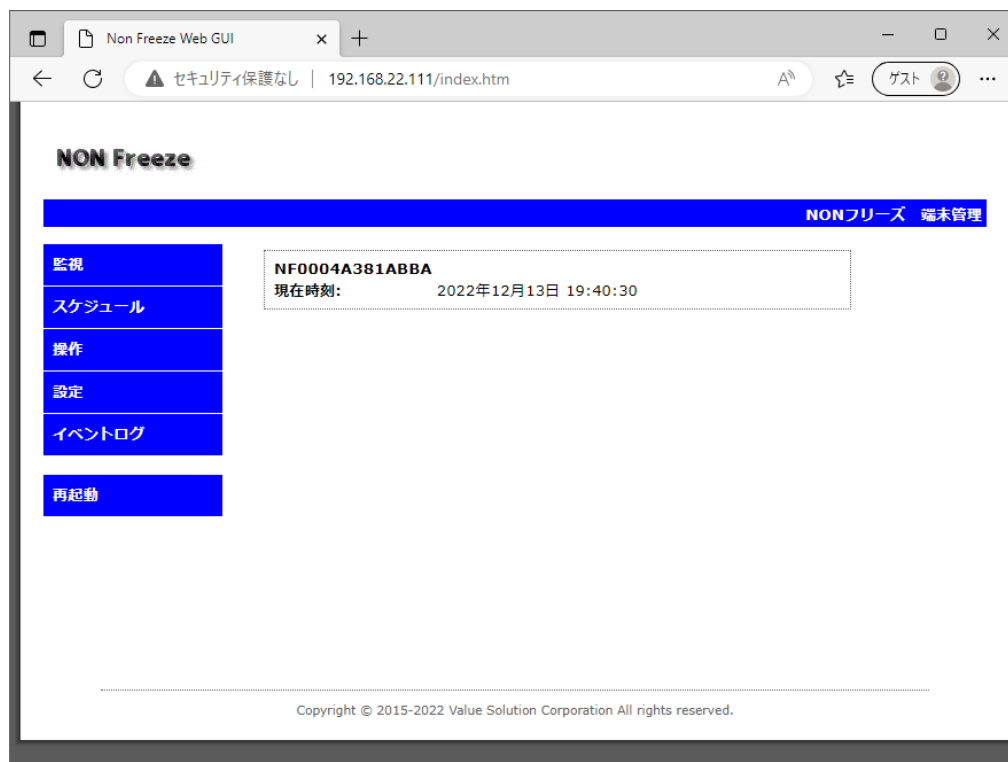 Non Freeze Web GUI
セキュリティ保護なし | 192.168.22.111/index.htm
ゲスト
NON Freeze
NONフリーズ 端末管理
監視
スケジュール
操作
設定
イベントログ
再起動
NF0004A381ABBA
現在時刻: 2022年12月13日 19:40:30
Copyright © 2015-2022 Value Solution Corporation All rights reserved.